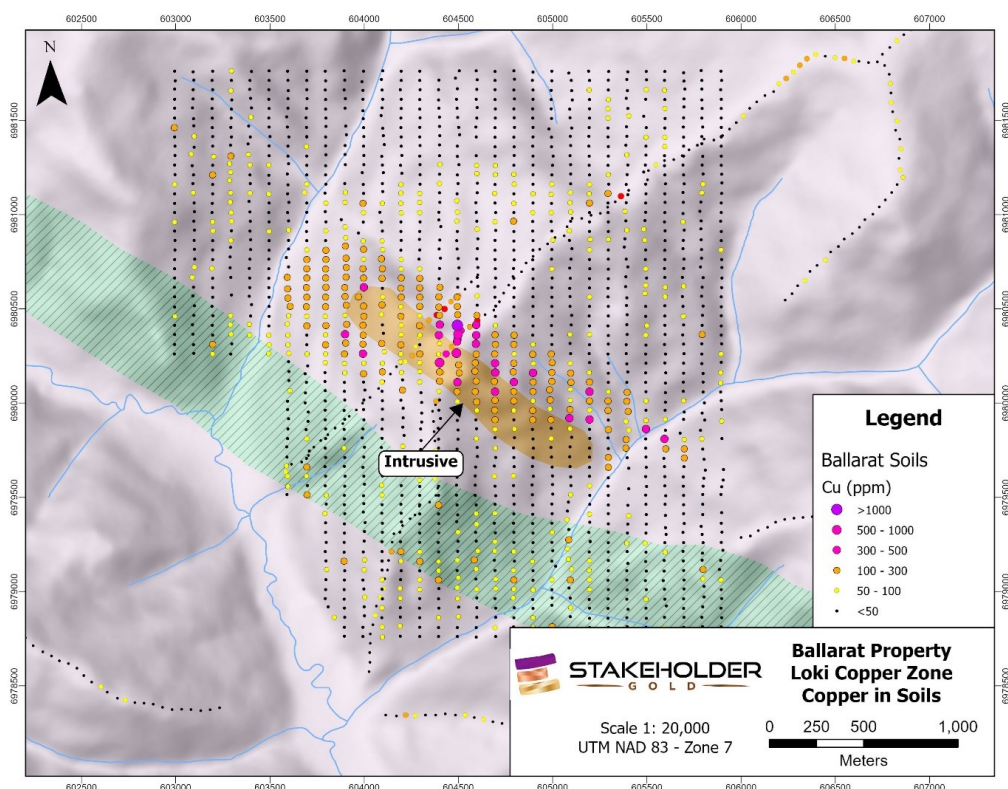 602500 603000 603500 604000 604500 605000 605500 606000 606500 607000
N
6981500
6981000
6980500
6980000
6979500
6979000
6978500
6981500
6981000
6980500
6980000
6979500
6979000
6978500
Intrusive
Legend
Ballarat Soils
Cu (ppm)
>1000
500 - 1000
300 - 500
100 - 300
50 - 100
<50
STAKEHOLDER
GOLD
Scale 1: 20,000
UTM NAD 83 - Zone 7
Ballarat Property
Loki Copper Zone
Copper in Soils
0 250 500 1,000
Meters
602500 603000 603500 604000 604500 605000 605500 606000 606500 607000